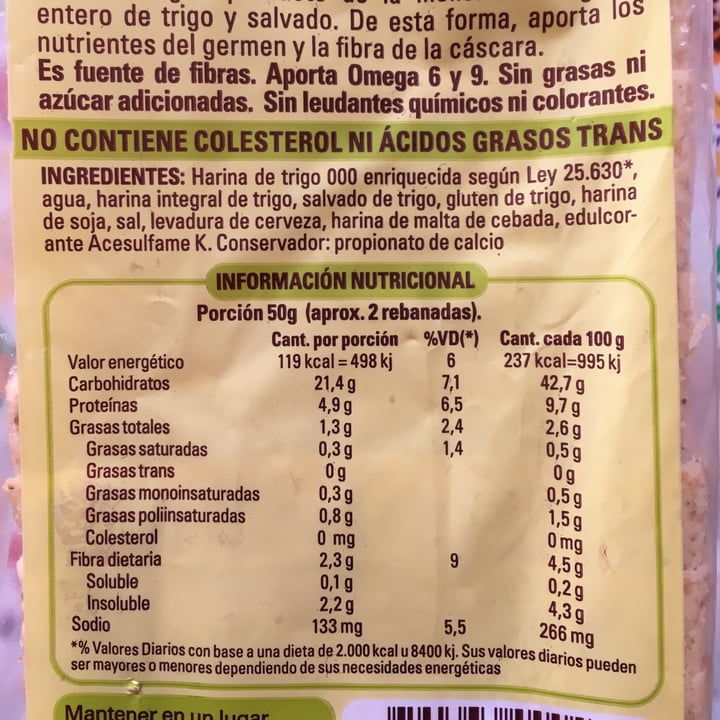 entero de trigo y salvado. De esta forma, aporta los
nutrientes del germen y la fibra de la cáscara.
Es fuente de fibras. Aporta Omega 6 y 9. Sin grasas ni
azúcar adicionadas. Sin leudantes químicos ni colorantes.
NO CONTIENE COLESTEROL NI ÁCIDOS GRASOS TRANS
INGREDIENTES: Harina de trigo 000 enriquecida según Ley 25.630*,
agua, harina integral de trigo, salvado de trigo, gluten de trigo, harina
de soja, sal, levadura de cerveza, harina de malta de cebada, edulcor-
ante Acesulfame K. Conservador: propionato de calcio
INFORMACIÓN NUTRICIONAL
Porción 50g (aprox. 2 rebanadas).
Cant. por porción %VD(*) Cant. cada 100 g
Valor energético 119 kcal = 498 kj 6 237 kcal=995 kj
Carbohidratos 21,4 g 7,1 42,7 g
Proteínas 4,9 g 6,5 9,7 g
Grasas totales 1,3 g 2,4 2,6 g
Grasas saturadas 0,3 g 1,4 0,5 g
Grasas trans 0 g 0 g
Grasas monoinsaturadas 0,3 g 0,5 g
Grasas poliinsaturadas 0,8 g 1,5 g
Colesterol 0 mg 0 mg
Fibra dietaria 2,3 g 9 4,5 g
Soluble 0,1 g 0,2 g
Insoluble 2,2 g 4,3 g
Sodio 133 mg 5,5 266 mg
*% Valores Diarios con base a una dieta de 2.000 kcal u 8400 kj. Sus valores diarios pueden
ser mayores o menores dependiendo de sus necesidades energéticas
Mantener en un lugar